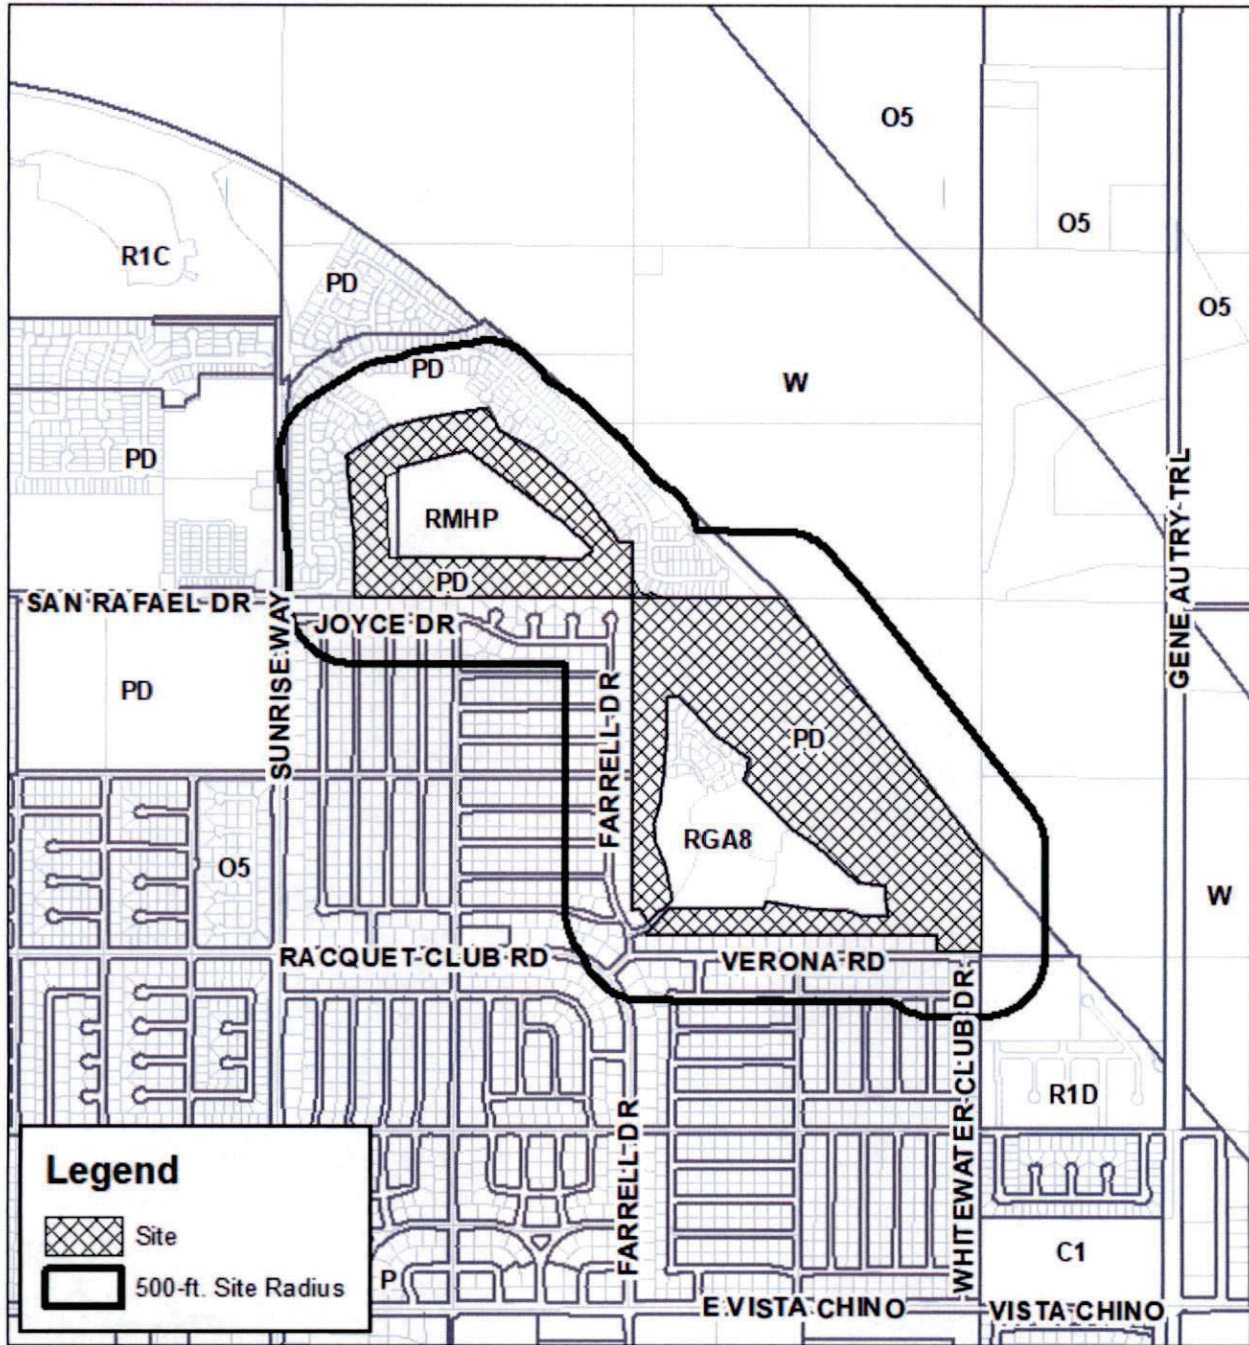 O5
O5
R1C
PD
O5
PD
W
PD
GENE AUTRY TRL
RMHP
PD
SAN RAFAEL DR
JOYCE DR
SUNRISE WAY
PD
FARRELL DR
PD
RGA8
O5
W
RACQUET CLUB RD
VERONA RD
WHITEWATER CLUB DR
R1D
FARRELL DR
Legend
Site
500-ft. Site Radius
P
C1
E VISTA CHINO
VISTA CHINO